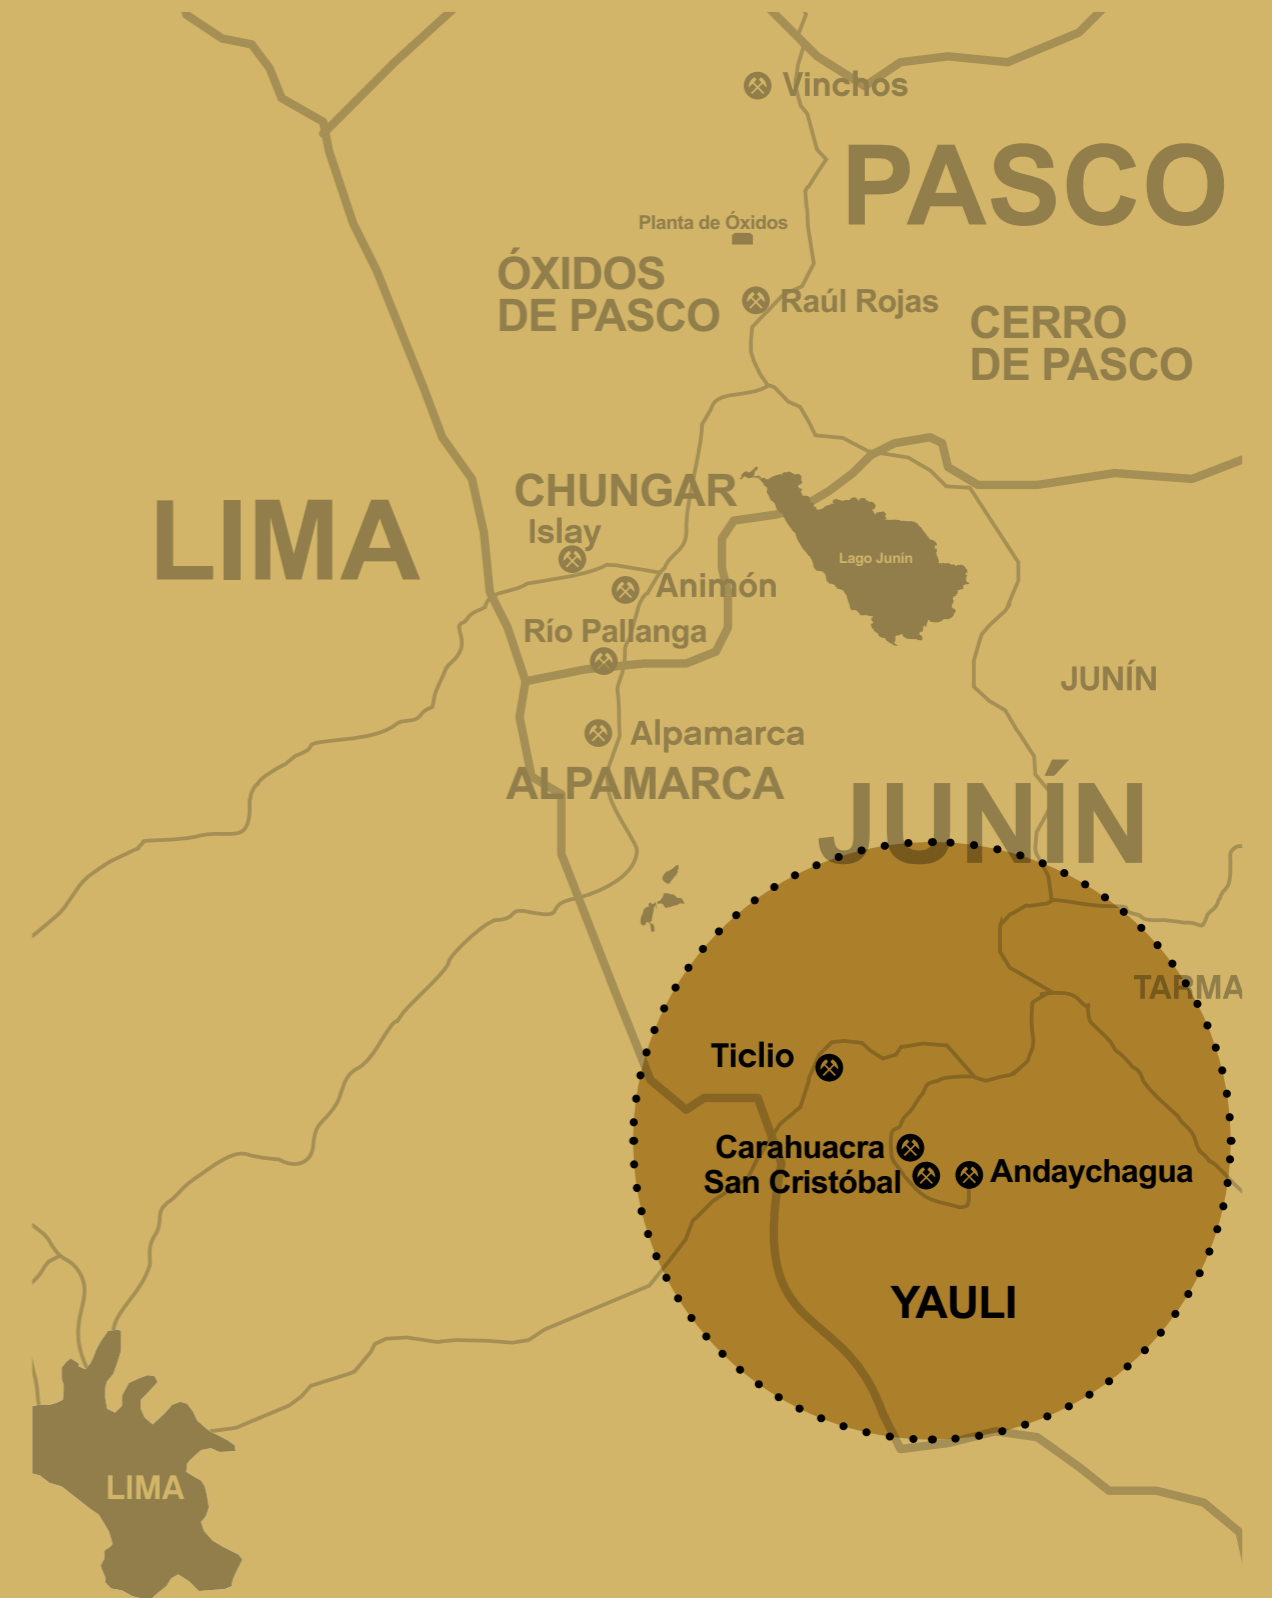 Vinchos
PASCO
Planta de Óxidos
ÓXIDOS
DE PASCO
Raúl Rojas
CERRO
DE PASCO
CHUNGAR
Islay
LIMA
Lago Junín
Animón
Río Pallanga
JUNÍN
Alpamarca
ALPAMARCA
JUNÍN
TARMA
Ticlio
Carahuacra
San Cristóbal
Andaychagua
YAULI
LIMA